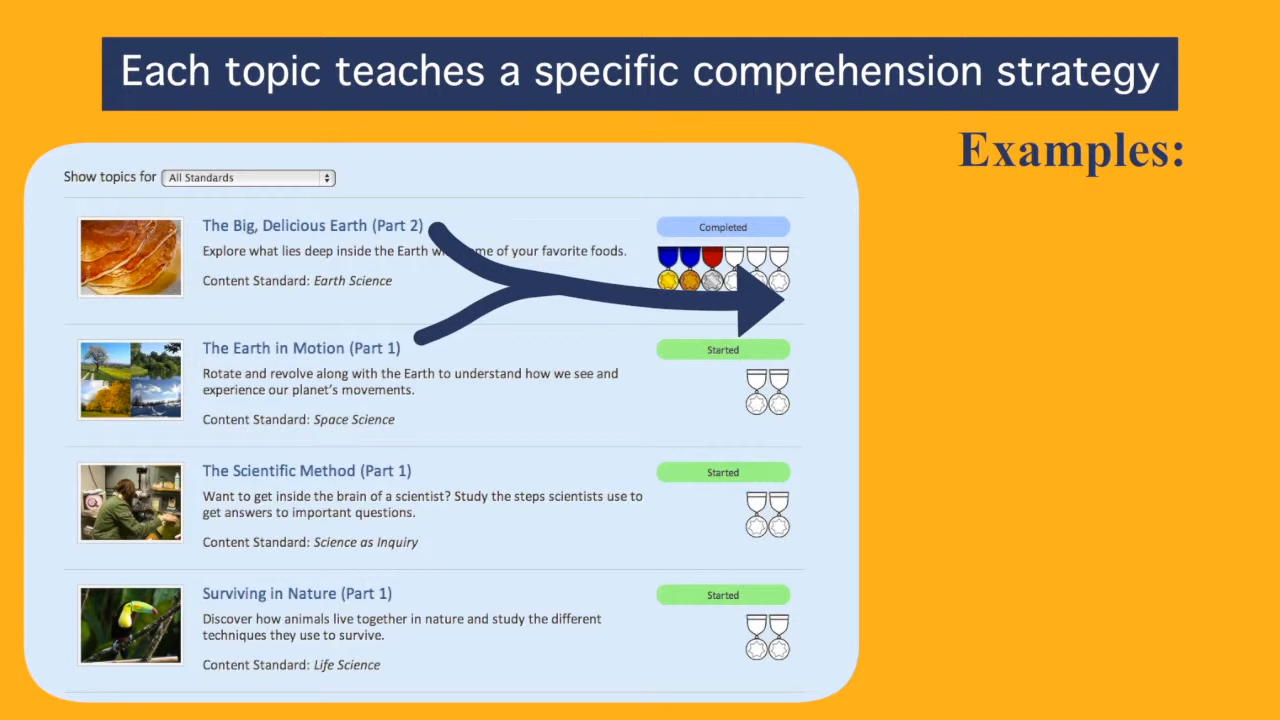 Each topic teaches a specific comprehension strategy
Examples:
Show topics for All Standards
The Big, Delicious Earth (Part 2)
Completed
Explore what lies deep inside the Earth me of your favorite foods.
Content Standard: Earth Science
The Earth in Motion (Part 1)
Started
Rotate and revolve along with the Earth to understand how we see and
experience our planet's movements.
Content Standard: Space Science
The Scientific Method (Part 1)
Started
Want to get inside the brain of a scientist? Study the steps scientists use to
get answers to important questions.
Content Standard: Science as Inquiry
Surviving in Nature (Part 1)
Started
Discover how animals live together in nature and study the different
techniques they use to survive.
Content Standard: Life Science